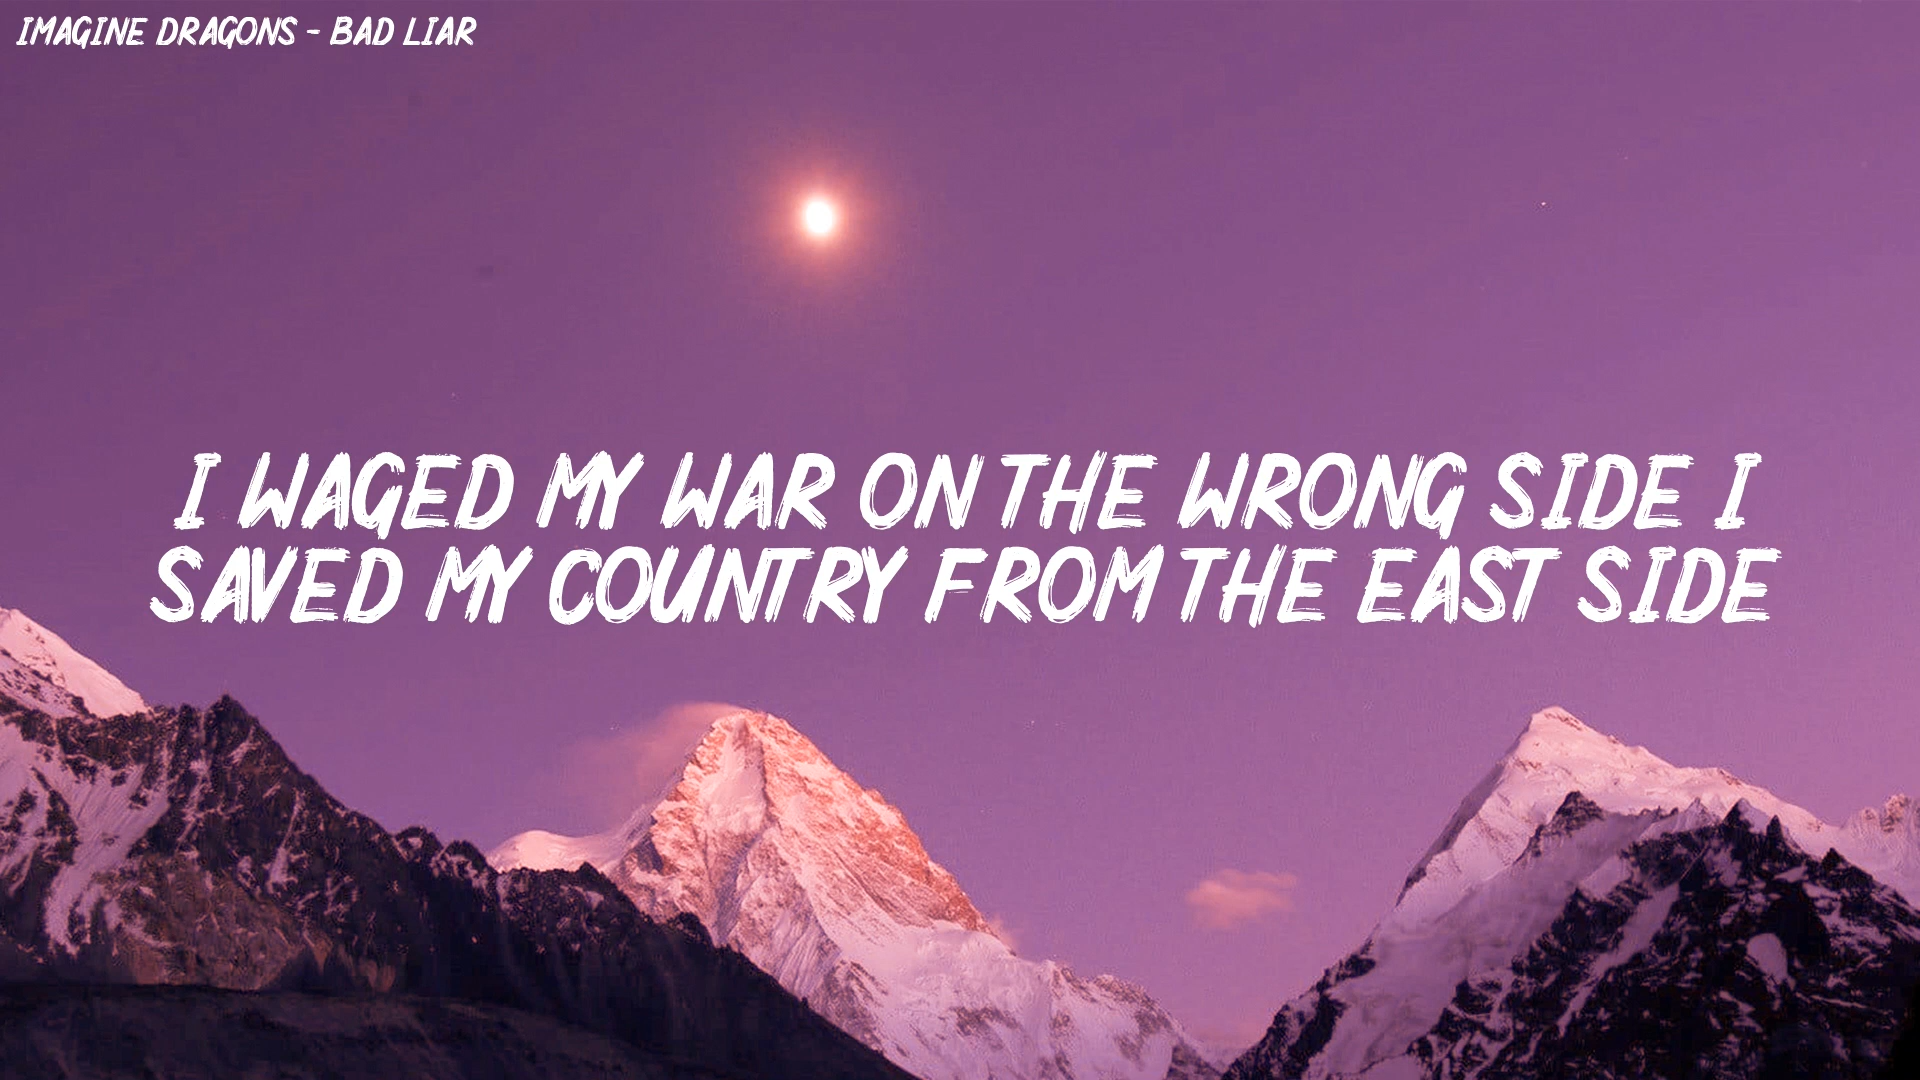 IMAGINE DRAGONS - BAD LIAR
I WAGED MY WAR ON THE WRONG SIDE I
SAVED MY COUNTRY FROM THE EAST SIDE